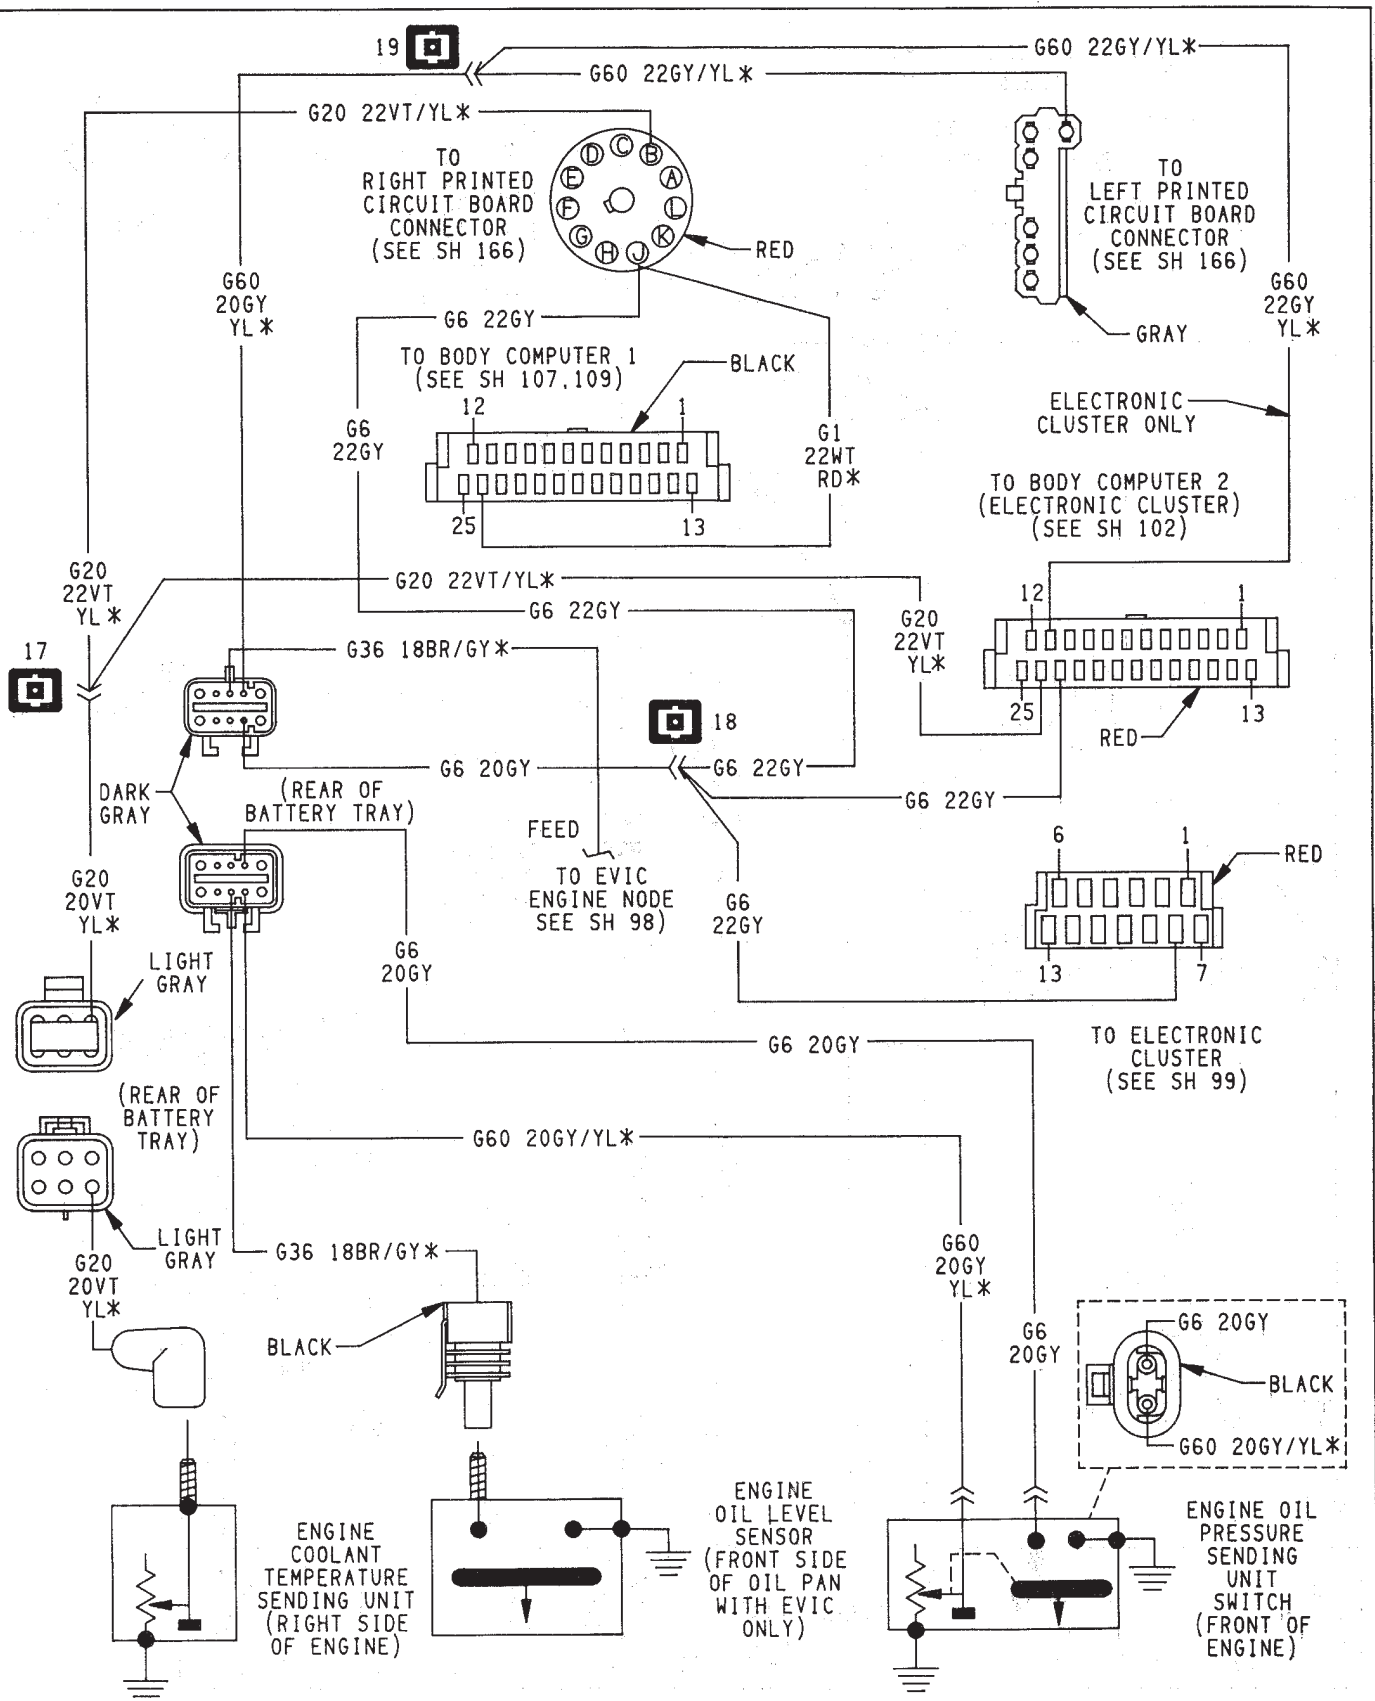 19
G60 22GY/YL*
G60 22GY/YL*
G20 22VT/YL*
TO
RIGHT PRINTED
CIRCUIT BOARD
CONNECTOR
(SEE SH 166)
C
B
D
A
E
L
F
K
G
J
H
RED
TO
LEFT PRINTED
CIRCUIT BOARD
CONNECTOR
(SEE SH 166)
G60
20GY
YL*
G60
22GY
YL*
GRAY
G6 22GY
TO BODY COMPUTER 1
(SEE SH 107,109)
BLACK
12
1
25
13
G6
22GY
G1
22WT
RD*
ELECTRONIC
CLUSTER ONLY
TO BODY COMPUTER 2
(ELECTRONIC CLUSTER)
(SEE SH 102)
G20
22VT
YL*
G20 22VT/YL*
G6 22GY
G20
22VT
YL*
12
1
25
13
RED
17
G36 18BR/GY*
18
G6 20GY
G6 22GY
G6 22GY
DARK
GRAY
(REAR OF
BATTERY TRAY)
FEED
TO EVIC
ENGINE NODE
SEE SH 98)
6
1
RED
13
7
G20
20VT
YL*
G6
22GY
LIGHT
GRAY
G6
20GY
G6 20GY
TO ELECTRONIC
CLUSTER
(SEE SH 99)
(REAR OF
BATTERY
TRAY)
G60 20GY/YL*
LIGHT
GRAY
G36 18BR/GY*
G20
20VT
YL*
G60
20GY
YL*
BLACK
G6
20GY
G6 20GY
BLACK
G60 20GY/YL*
ENGINE
COOLANT
TEMPERATURE
SENDING UNIT
(RIGHT SIDE
OF ENGINE)
ENGINE
OIL LEVEL
SENSOR
(FRONT SIDE
OF OIL PAN
WITH EVIC
ONLY)
ENGINE OIL
PRESSURE
SENDING
UNIT
SWITCH
(FRONT OF
ENGINE)